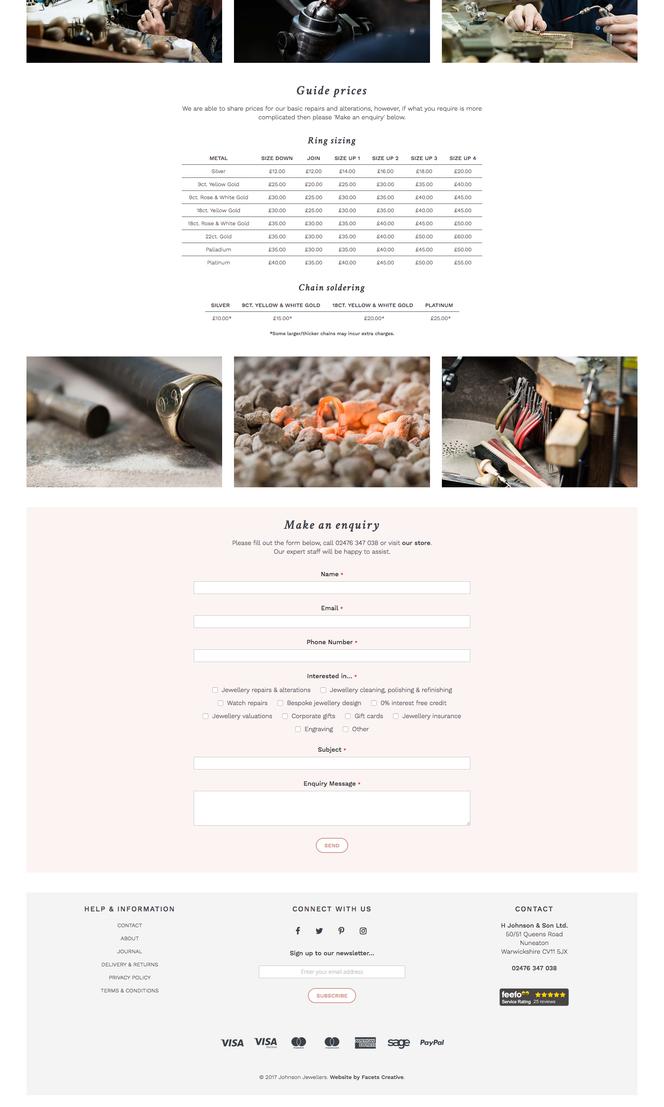 Guide prices
We are able to share prices for our basic repairs and alterations, however, if what you require is more
complicated then please 'Make an enquiry' below.
Ring sizing
METAL SIZE DOWN JOIN SIZE UP 1 SIZE UP 2 SIZE UP 3 SIZE UP 4
Silver £12.00 £12.00 £14.00 £16.00 £18.00 £20.00
9ct. Yellow Gold £25.00 £20.00 £25.00 £30.00 £35.00 £40.00
9ct. Rose & White Gold £30.00 £25.00 £30.00 £35.00 £40.00 £45.00
18ct. Yellow Gold £30.00 £25.00 £30.00 £35.00 £40.00 £45.00
18ct. Rose & White Gold £35.00 £30.00 £35.00 £40.00 £45.00 £50.00
22ct. Gold £35.00 £30.00 £35.00 £40.00 £50.00 £60.00
Palladium £35.00 £30.00 £35.00 £40.00 £45.00 £50.00
Platinum £40.00 £35.00 £40.00 £45.00 £50.00 £55.00
Chain soldering
SILVER 9CT. YELLOW & WHITE GOLD 18CT. YELLOW & WHITE GOLD PLATINUM
£10.00* £15.00* £20.00* £25.00*
*Some larger/thicker chains may incur extra charges.
Make an enquiry
Please fill out the form below, call 02476 347 038 or visit our store.
Our expert staff will be happy to assist.
Name *
Email *
Phone Number *
Interested in... *
Jewellery repairs & alterations Jewellery cleaning, polishing & refinishing
Watch repairs Bespoke jewellery design 0% interest free credit
Jewellery valuations Corporate gifts Gift cards Jewellery insurance
Engraving Other
Subject *
Enquiry Message *
SEND
HELP & INFORMATION
CONTACT
ABOUT
JOURNAL
DELIVERY & RETURNS
PRIVACY POLICY
TERMS & CONDITIONS
CONNECT WITH US
Sign up to our newsletter...
Enter your email address
SUBSCRIBE
CONTACT
H Johnson & Son Ltd.
50/51 Queens Road
Nuneaton
Warwickshire CV11 5JX
02476 347 038
feefo
Service Rating 25 reviews
VISA VISA sage PayPal
© 2017 Johnson Jewellers. Website by Facets Creative.